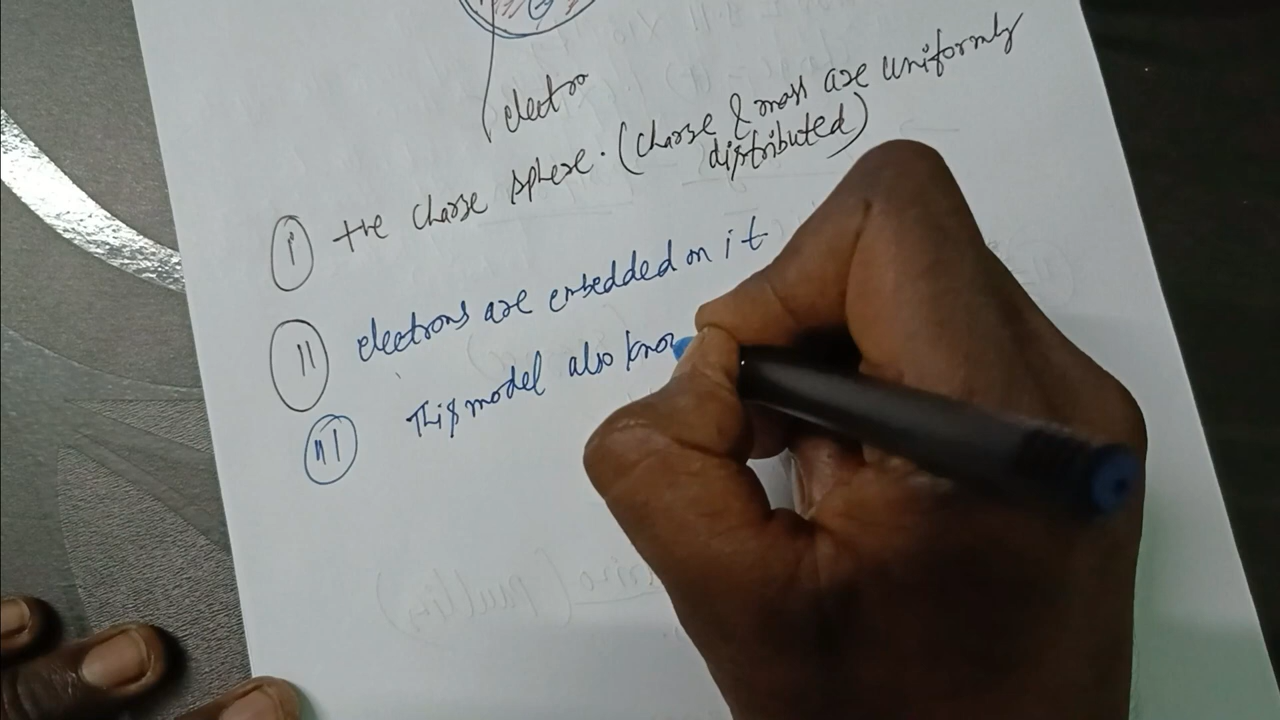 electro
(i) +ve charge sphere. (charge & mass are uniformly
distributed)
(ii) electrons are embedded on it
(iii) This model also know